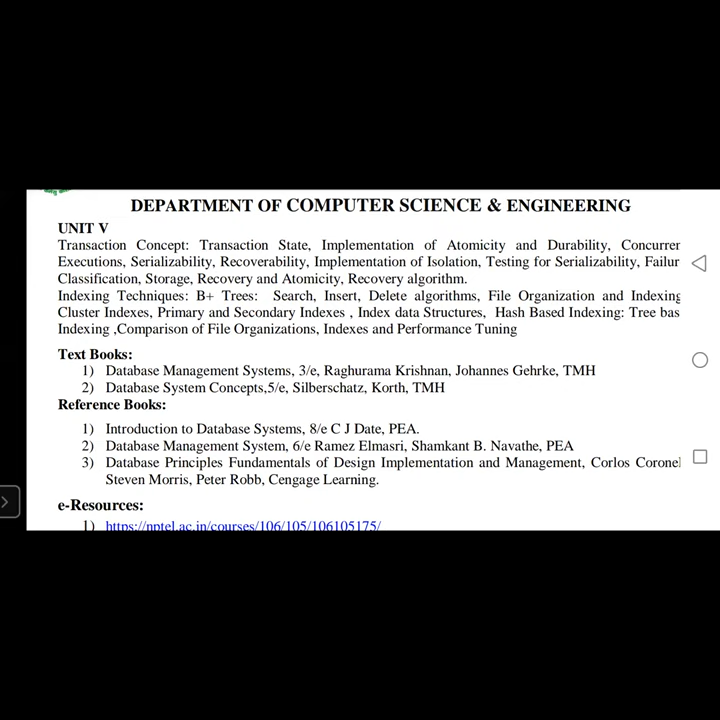 DEPARTMENT OF COMPUTER SCIENCE & ENGINEERING
UNIT V
Transaction Concept: Transaction State, Implementation of Atomicity and Durability, Concurren
Executions, Serializability, Recoverability, Implementation of Isolation, Testing for Serializability, Failur
Classification, Storage, Recovery and Atomicity, Recovery algorithm.
Indexing Techniques: B+ Trees: Search, Insert, Delete algorithms, File Organization and Indexing
Cluster Indexes, Primary and Secondary Indexes , Index data Structures, Hash Based Indexing: Tree bas
Indexing ,Comparison of File Organizations, Indexes and Performance Tuning
Text Books:
1) Database Management Systems, 3/e, Raghurama Krishnan, Johannes Gehrke, TMH
2) Database System Concepts,5/e, Silberschatz, Korth, TMH
Reference Books:
1) Introduction to Database Systems, 8/e C J Date, PEA.
2) Database Management System, 6/e Ramez Elmasri, Shamkant B. Navathe, PEA
3) Database Principles Fundamentals of Design Implementation and Management, Corlos Coronel
Steven Morris, Peter Robb, Cengage Learning.
e-Resources:
1) https://nptel.ac.in/courses/106/105/106105175/